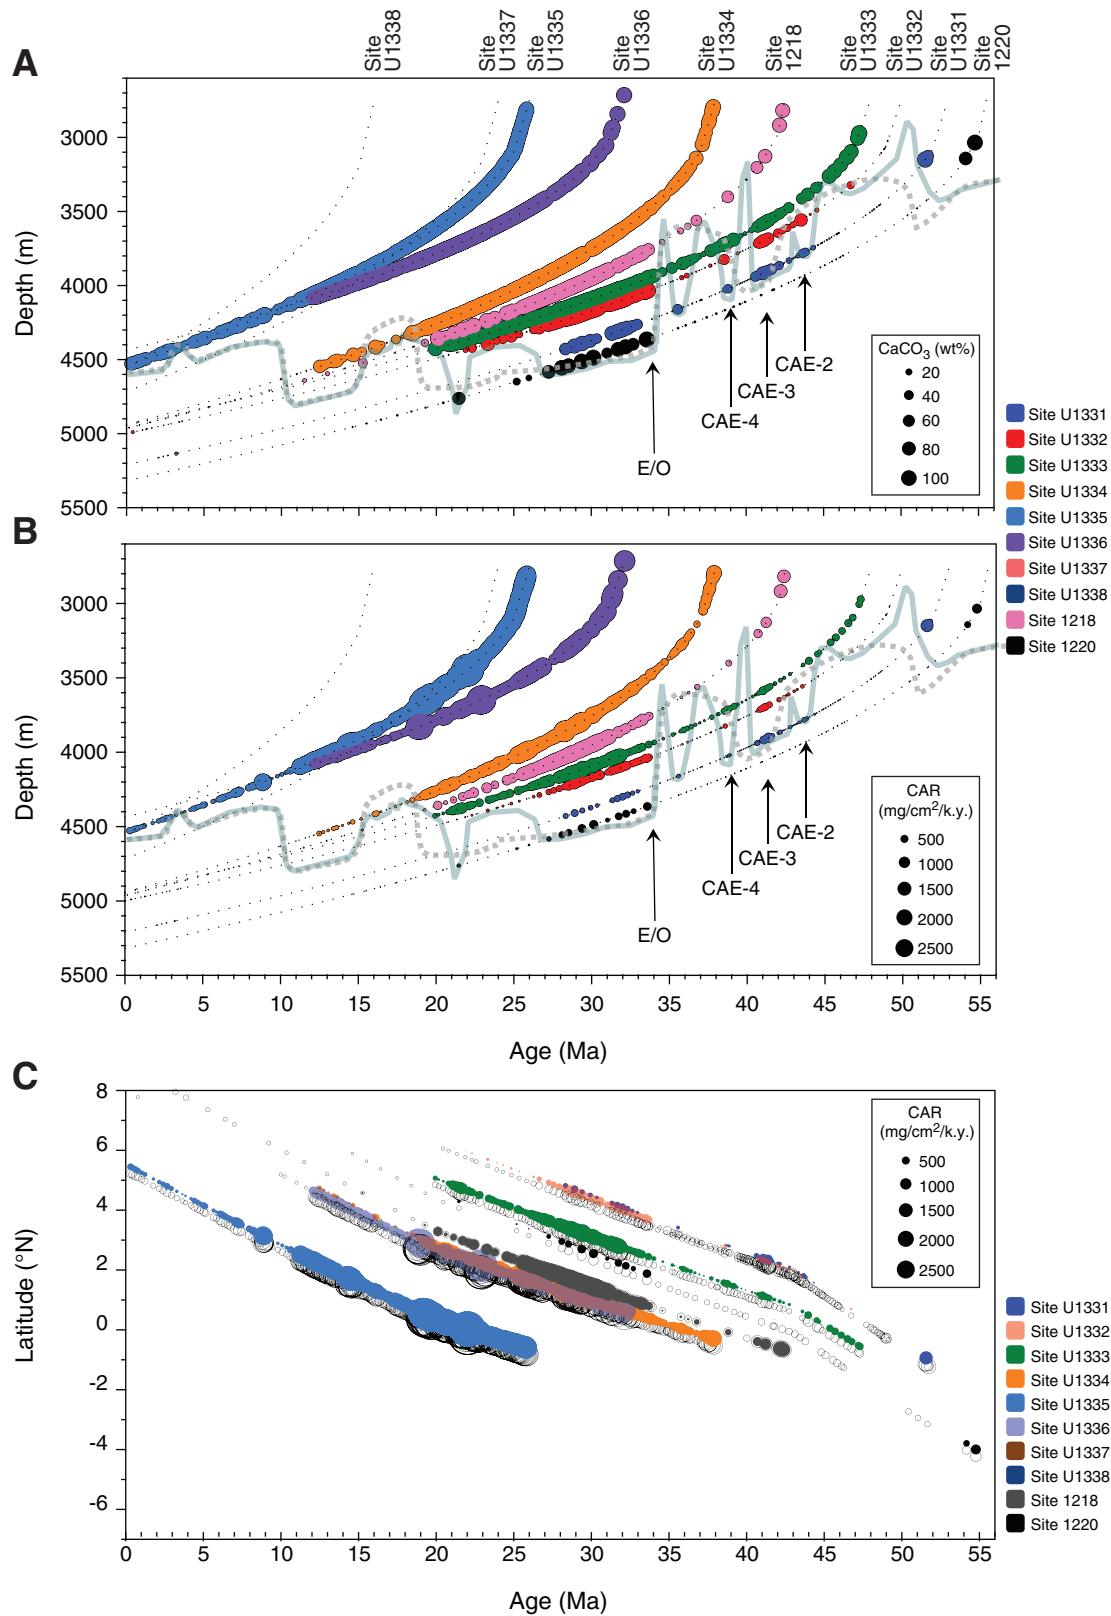 A
Site U1338
Site U1337
Site U1335
Site U1336
Site U1334
Site 1218
Site U1333
Site U1332
Site U1331
Site 1220
3000
3500
4000
4500
5000
5500
Depth (m)
CAE-2
CAE-3
CAE-4
E/O
CaCO3 (wt%)
20
40
60
80
100
Site U1331
Site U1332
Site U1333
Site U1334
Site U1335
Site U1336
Site U1337
Site U1338
Site 1218
Site 1220
B
3000
3500
4000
4500
5000
5500
Depth (m)
CAE-2
CAE-3
CAE-4
E/O
CAR
(mg/cm2/k.y.)
500
1000
1500
2000
2500
0 5 10 15 20 25 30 35 40 45 50 55
Age (Ma)
C
8
6
4
2
0
-2
-4
-6
Latitude (°N)
CAR
(mg/cm2/k.y.)
500
1000
1500
2000
2500
Site U1331
Site U1332
Site U1333
Site U1334
Site U1335
Site U1336
Site U1337
Site U1338
Site 1218
Site 1220
0 5 10 15 20 25 30 35 40 45 50 55
Age (Ma)